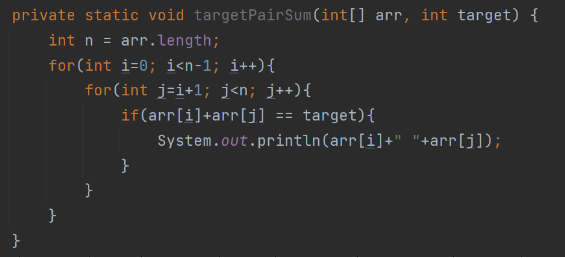 private static void targetPairSum(int[] arr, int target) {
    int n = arr.length;
    for(int i=0; i<n-1; i++){
        for(int j=i+1; j<n; j++){
            if(arr[i]+arr[j] == target){
                System.out.println(arr[i]+" "+arr[j]);
            }
        }
    }
}